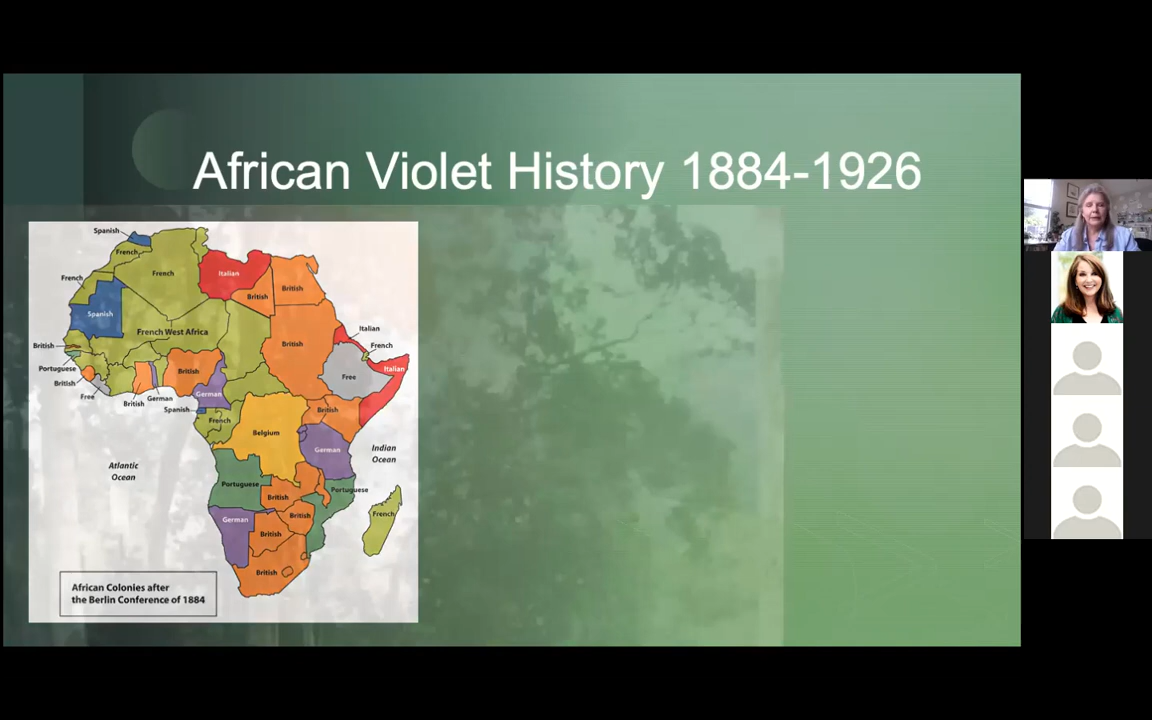 African Violet History 1884-1926
Spanish
French
French
French
Italian
British
British
Spanish
French West Africa
British
Italian
French
British
Portuguese
British
Free
British
German
British
German
Free
Italian
Spanish
French
British
Belgium
German
Indian
Ocean
Atlantic
Ocean
Portuguese
British
Portuguese
German
British
British
French
British
African Colonies after
the Berlin Conference of 1884